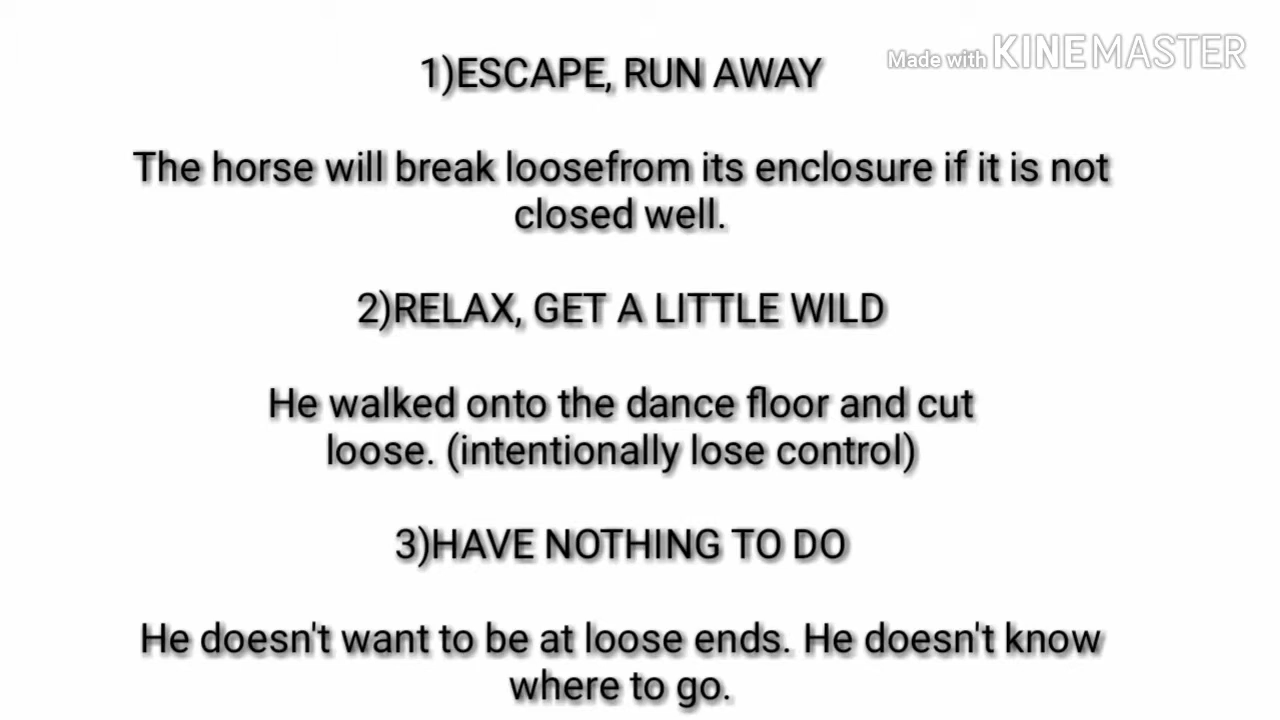 Made with KINEMASTER
1)ESCAPE, RUN AWAY
The horse will break loosefrom its enclosure if it is not
closed well.
2)RELAX, GET A LITTLE WILD
He walked onto the dance floor and cut
loose. (intentionally lose control)
3)HAVE NOTHING TO DO
He doesn't want to be at loose ends. He doesn't know
where to go.